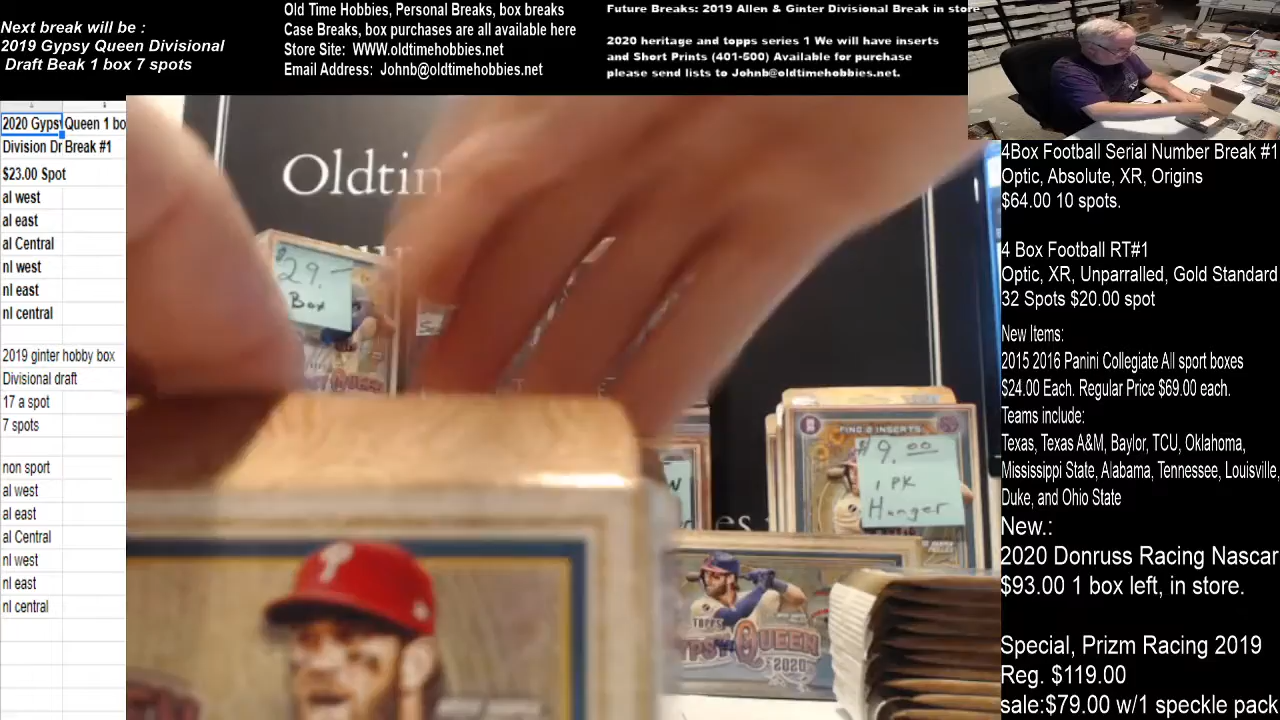 Next break will be :
2019 Gypsy Queen Divisional
Draft Beak 1 box 7 spots
Old Time Hobbies, Personal Breaks, box breaks
Case Breaks, box purchases are all available here
Store Site: WWW.oldtimehobbies.net
Email Address: Johnb@oldtimehobbies.net
Future Breaks: 2019 Allen & Ginter Divisional Break in store
2020 heritage and topps series 1 We will have inserts
and Short Prints (401-500) Available for purchase
please send lists to Johnb@oldtimehobbies.net.
2020 Gypsy Queen 1 bo
Division Dr Break #1
$23.00 Spot
al west
al east
al Central
nl west
nl east
nl central
2019 ginter hobby box
Divisional draft
17 a spot
7 spots
non sport
al west
al east
al Central
nl west
nl east
nl central
Oldtim
$29.-
Box
FIND 2 INSERTS
$9.00
1 PK
Hanger
TOPPS
GYPSY QUEEN
2020
4Box Football Serial Number Break #1
Optic, Absolute, XR, Origins
$64.00 10 spots.
4 Box Football RT#1
Optic, XR, Unparralled, Gold Standard
32 Spots $20.00 spot
New Items:
2015 2016 Panini Collegiate All sport boxes
$24.00 Each. Regular Price $69.00 each.
Teams include:
Texas, Texas A&M, Baylor, TCU, Oklahoma,
Mississippi State, Alabama, Tennessee, Louisville,
Duke, and Ohio State
New.:
2020 Donruss Racing Nascar
$93.00 1 box left, in store.
Special, Prizm Racing 2019
Reg. $119.00
sale:$79.00 w/1 speckle pack